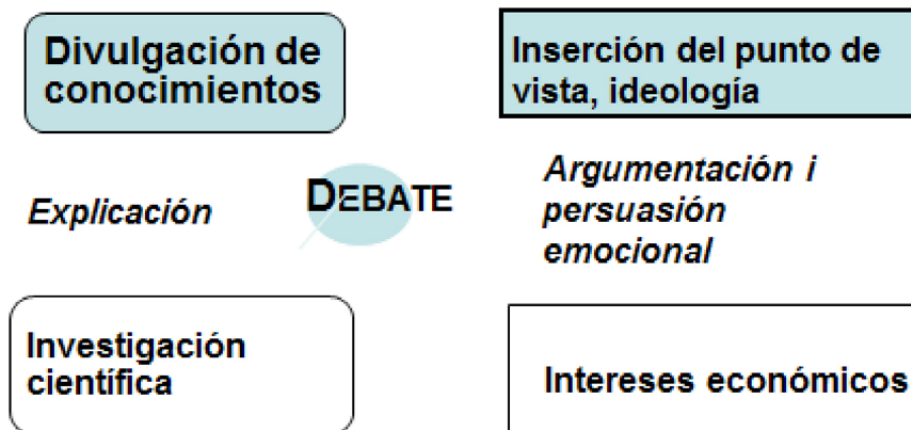 Divulgación de
conocimientos
Inserción del punto de
vista, ideología
Explicación
DEBATE
Argumentación i
persuasión
emocional
Investigación
científica
Intereses económicos